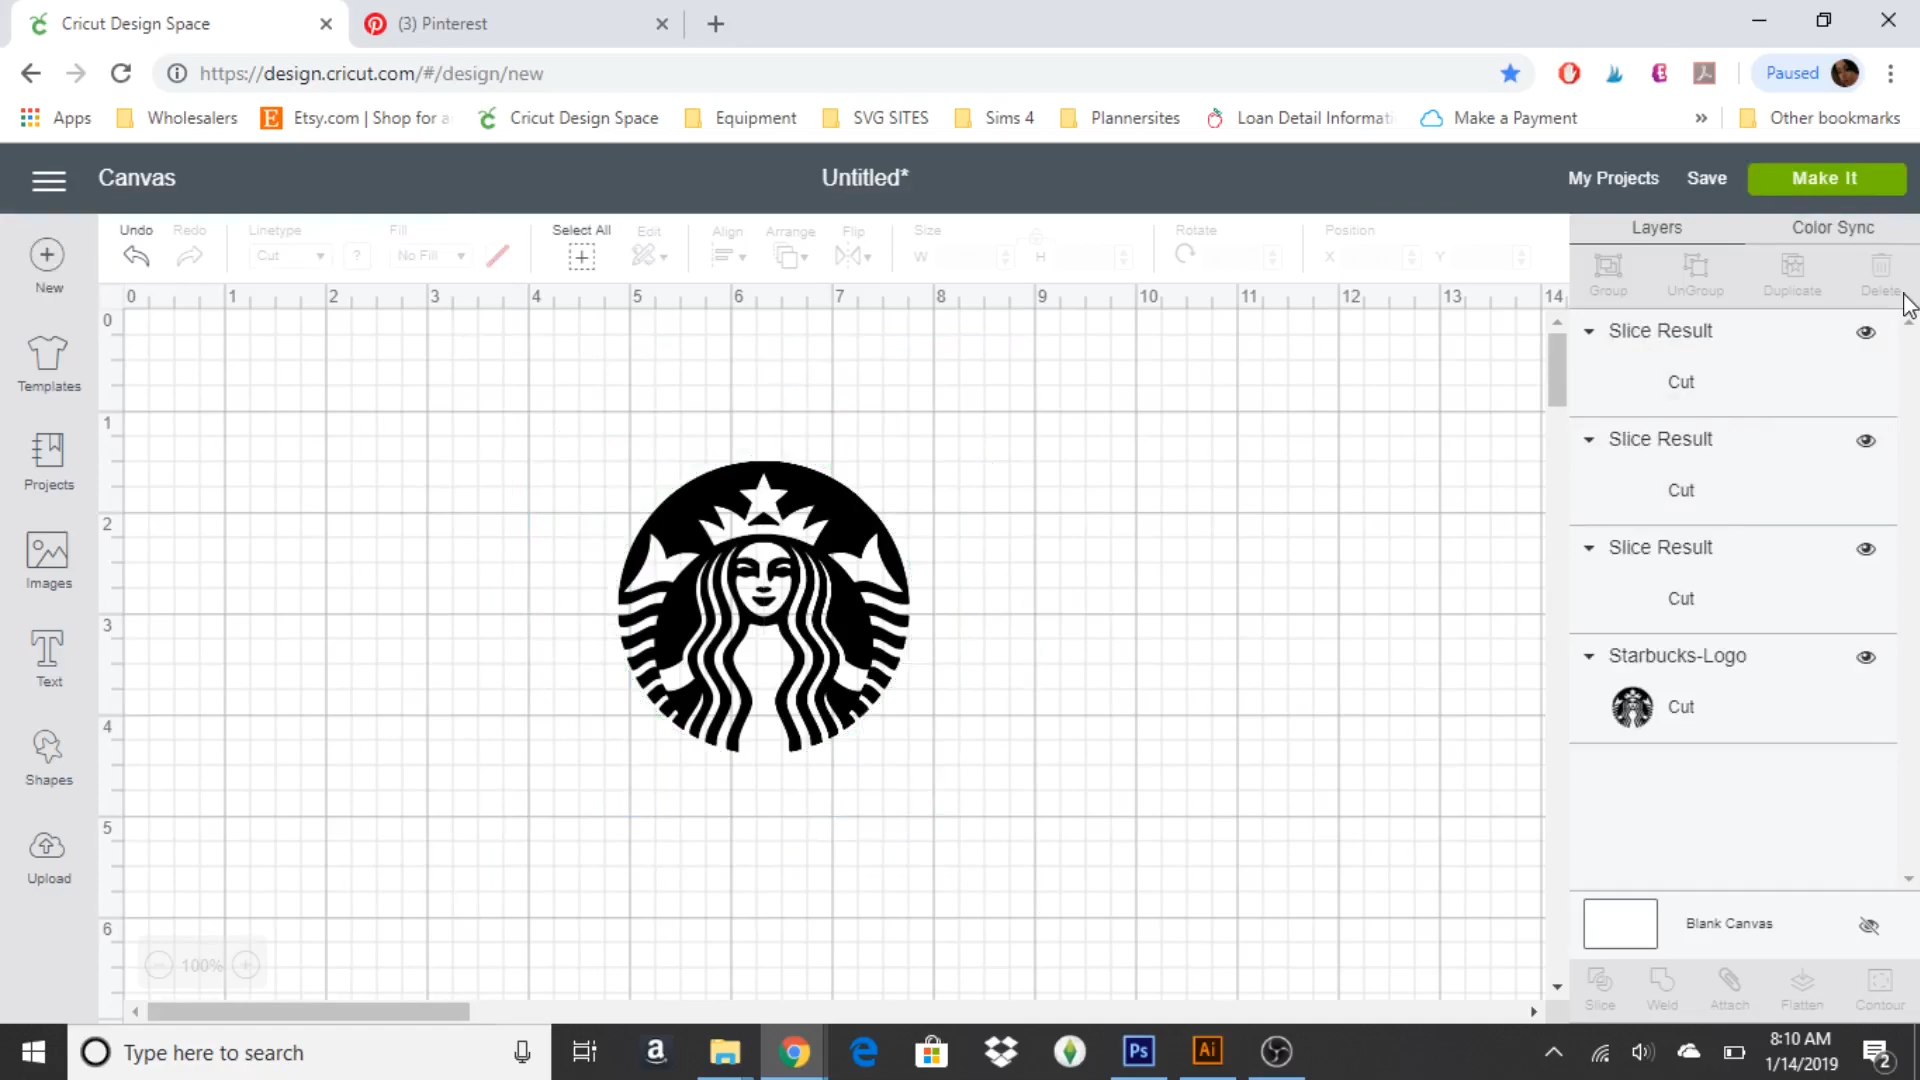 Cricut Design Space
(3) Pinterest
https://design.cricut.com/#/design/new
Paused
Apps
Wholesalers
Etsy.com | Shop for a
Cricut Design Space
Equipment
SVG SITES
Sims 4
Plannersites
Loan Detail Informati
Make a Payment
»
Other bookmarks
Canvas
Untitled*
My Projects
Save
Make It
Undo
Redo
Linetype
Fill
Select All
Edit
Align
Arrange
Flip
Size
Rotate
Position
Layers
Color Sync
Cut
?
No Fill
W
H
X
Y
Group
UnGroup
Duplicate
Delete
New
Templates
Projects
Images
Text
Shapes
Upload
0 1 2 3 4 5 6 7 8 9 10 11 12 13 14
0
1
2
3
4
5
6
100%
Slice Result
Cut
Slice Result
Cut
Slice Result
Cut
Starbucks-Logo
Cut
Blank Canvas
Slice
Weld
Attach
Flatten
Contour
Type here to search
a
Ps
Ai
8:10 AM
1/14/2019
2